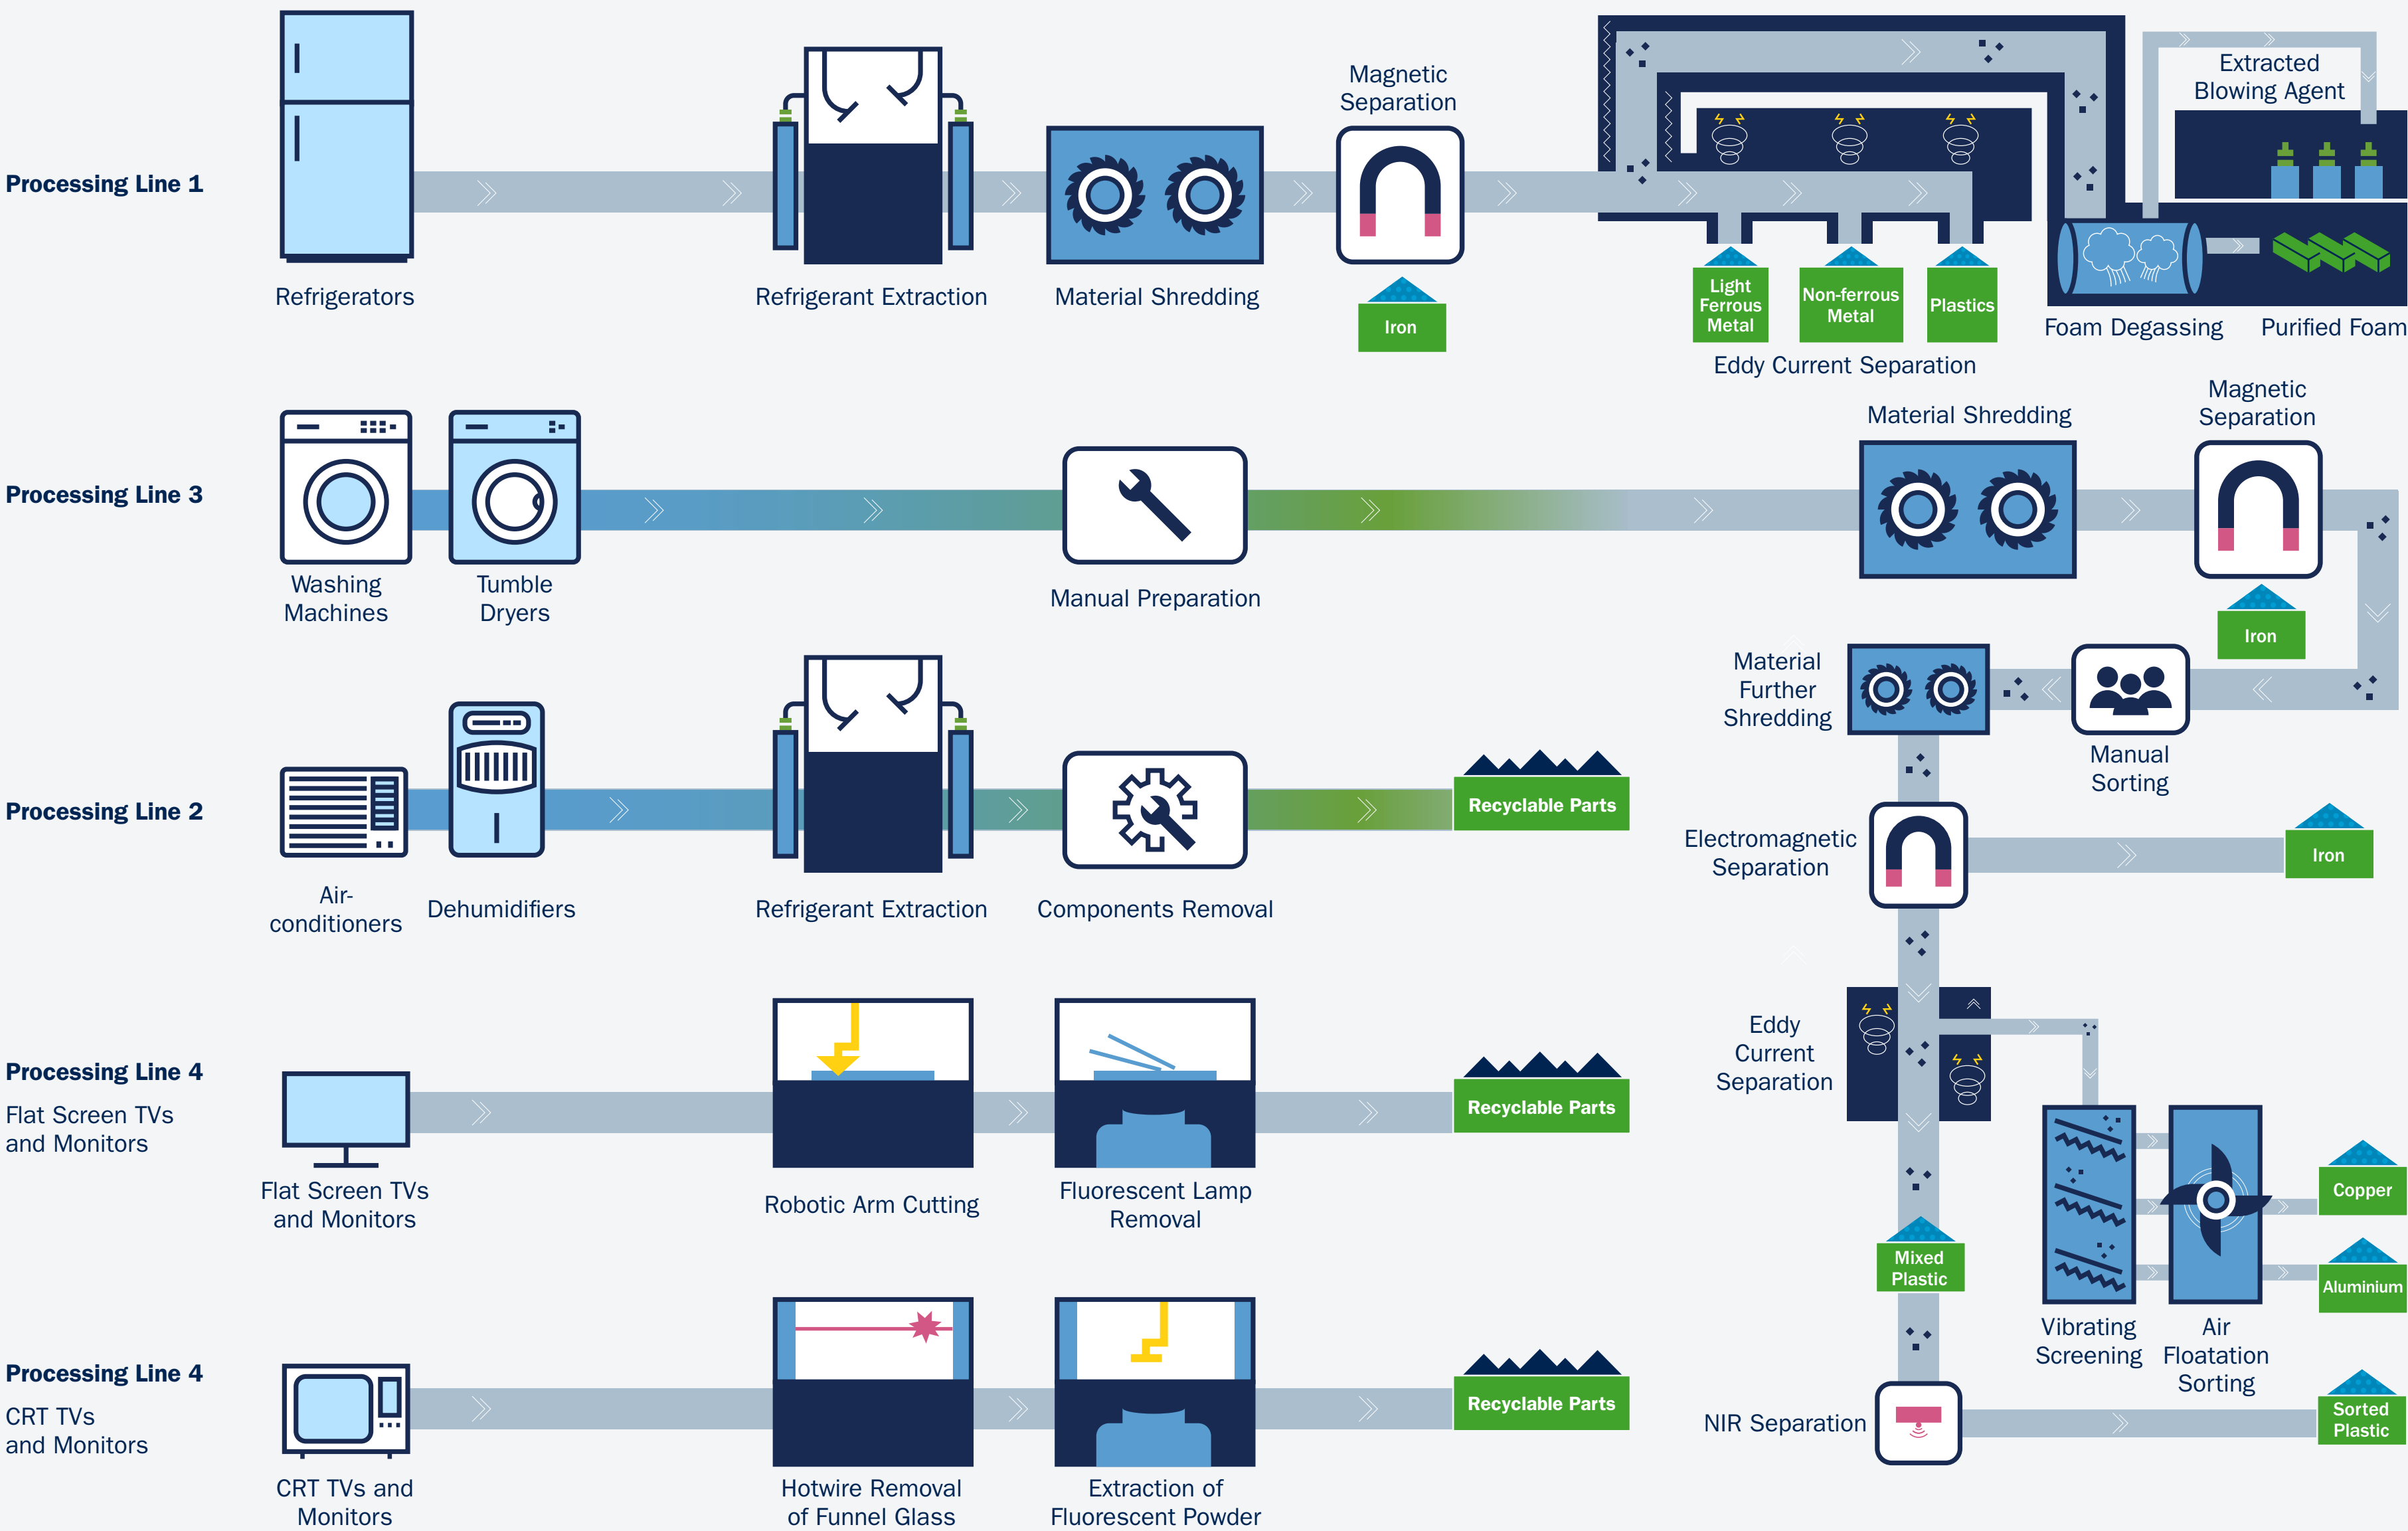 Processing Line 1
Refrigerators
Refrigerant Extraction
Material Shredding
Magnetic
Separation
Iron
Light
Ferrous
Metal
Non-ferrous
Metal
Plastics
Eddy Current Separation
Extracted
Blowing Agent
Foam Degassing
Purified Foam
Processing Line 3
Washing
Machines
Tumble
Dryers
Manual Preparation
Material Shredding
Magnetic
Separation
Iron
Manual
Sorting
Material
Further
Shredding
Electromagnetic
Separation
Iron
Eddy
Current
Separation
Vibrating
Screening
Air
Floatation
Sorting
Copper
Aluminium
Mixed
Plastic
NIR Separation
Sorted
Plastic
Processing Line 2
Air-
conditioners
Dehumidifiers
Refrigerant Extraction
Components Removal
Recyclable Parts
Processing Line 4
Flat Screen TVs
and Monitors
Flat Screen TVs
and Monitors
Robotic Arm Cutting
Fluorescent Lamp
Removal
Recyclable Parts
Processing Line 4
CRT TVs
and Monitors
CRT TVs and
Monitors
Hotwire Removal
of Funnel Glass
Extraction of
Fluorescent Powder
Recyclable Parts